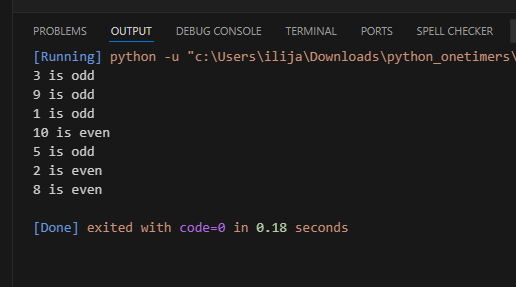 PROBLEMS OUTPUT DEBUG CONSOLE TERMINAL PORTS SPELL CHECKER
[Running] python -u "c:\Users\ilija\Downloads\python_onetimers\
3 is odd
9 is odd
1 is odd
10 is even
5 is odd
2 is even
8 is even
[Done] exited with code=0 in 0.18 seconds